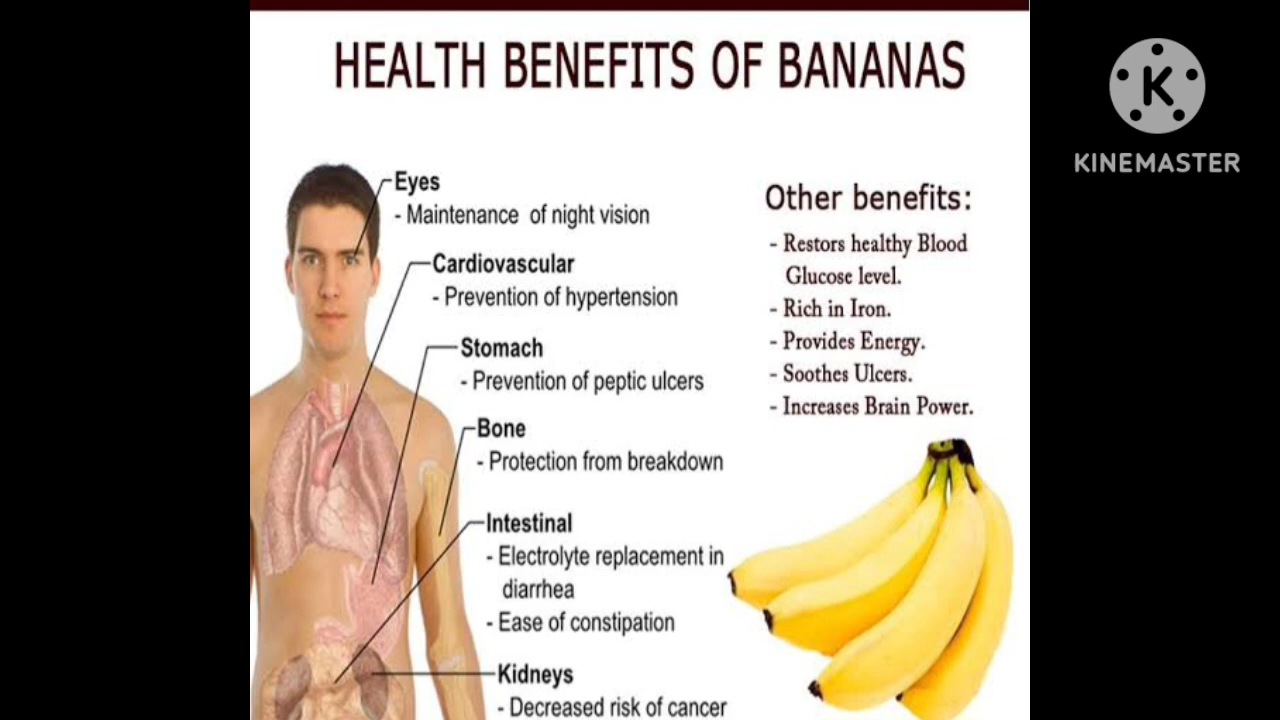 HEALTH BENEFITS OF BANANAS
Eyes
- Maintenance of night vision
Cardiovascular
- Prevention of hypertension
Stomach
- Prevention of peptic ulcers
Bone
- Protection from breakdown
Intestinal
- Electrolyte replacement in
diarrhea
- Ease of constipation
Kidneys
- Decreased risk of cancer
Other benefits:
- Restors healthy Blood
Glucose level.
- Rich in Iron.
- Provides Energy.
- Soothes Ulcers.
- Increases Brain Power.
K
KINEMASTER